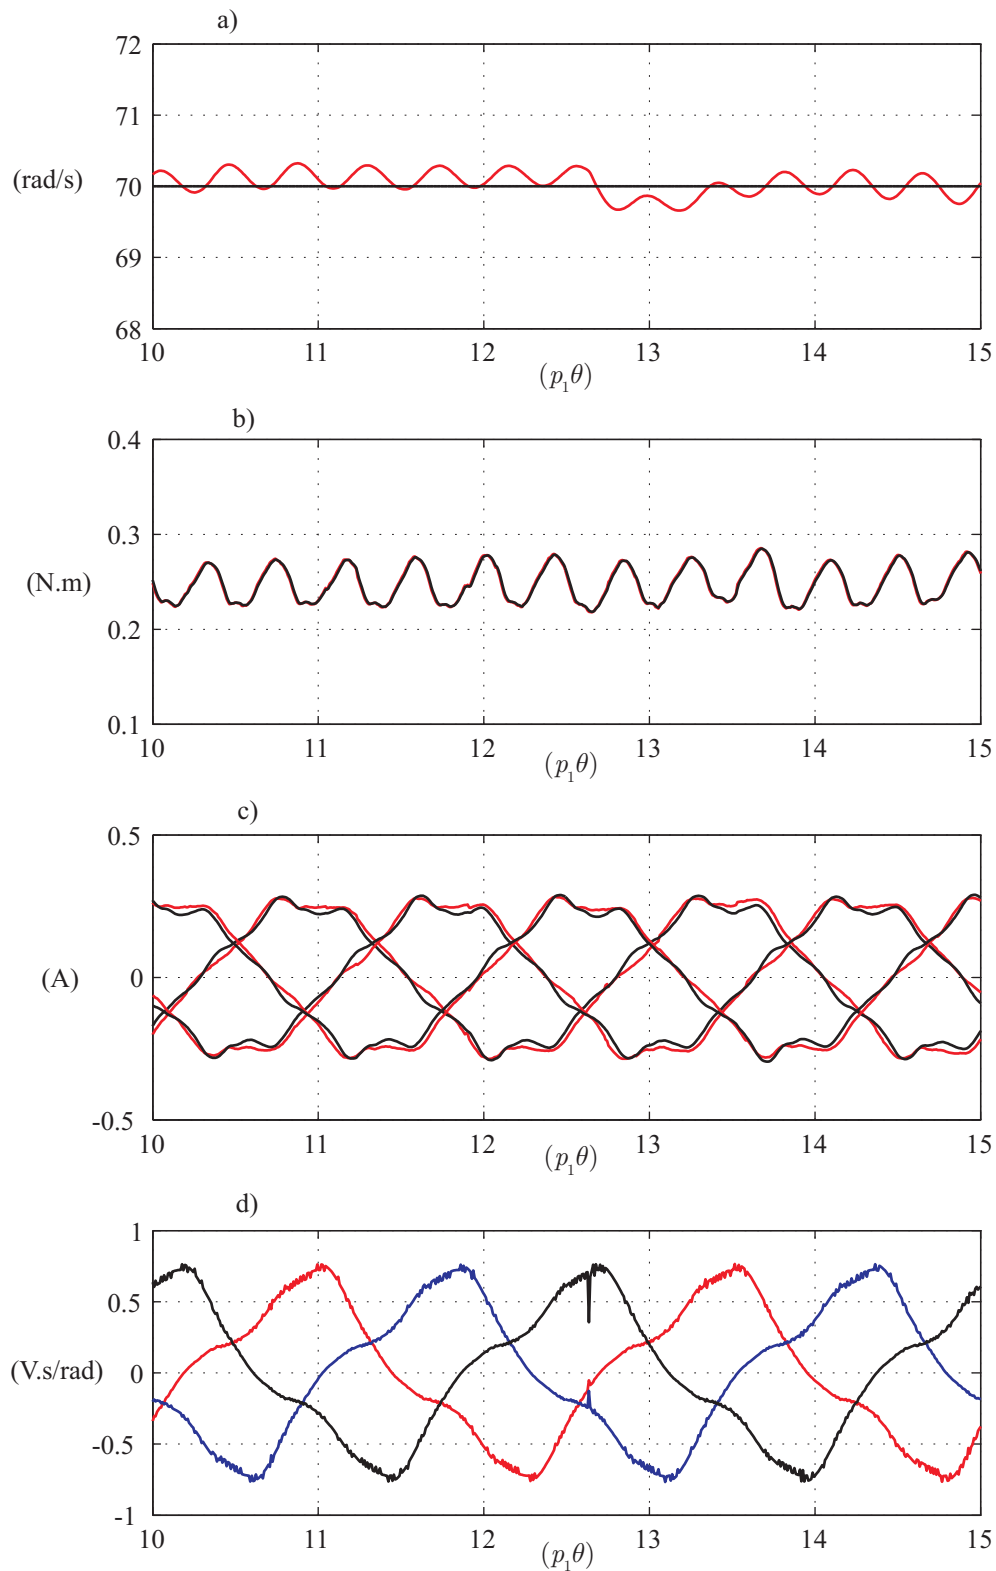 a)
72
71
(rad/s) 70
69
68
10 11 12 13 14 15
(p₁θ)
b)
0.4
0.3
(N.m)
0.2
0.1
10 11 12 13 14 15
(p₁θ)
c)
0.5
(A) 0
-0.5
10 11 12 13 14 15
(p₁θ)
d)
1
0.5
(V.s/rad) 0
-0.5
-1
10 11 12 13 14 15
(p₁θ)